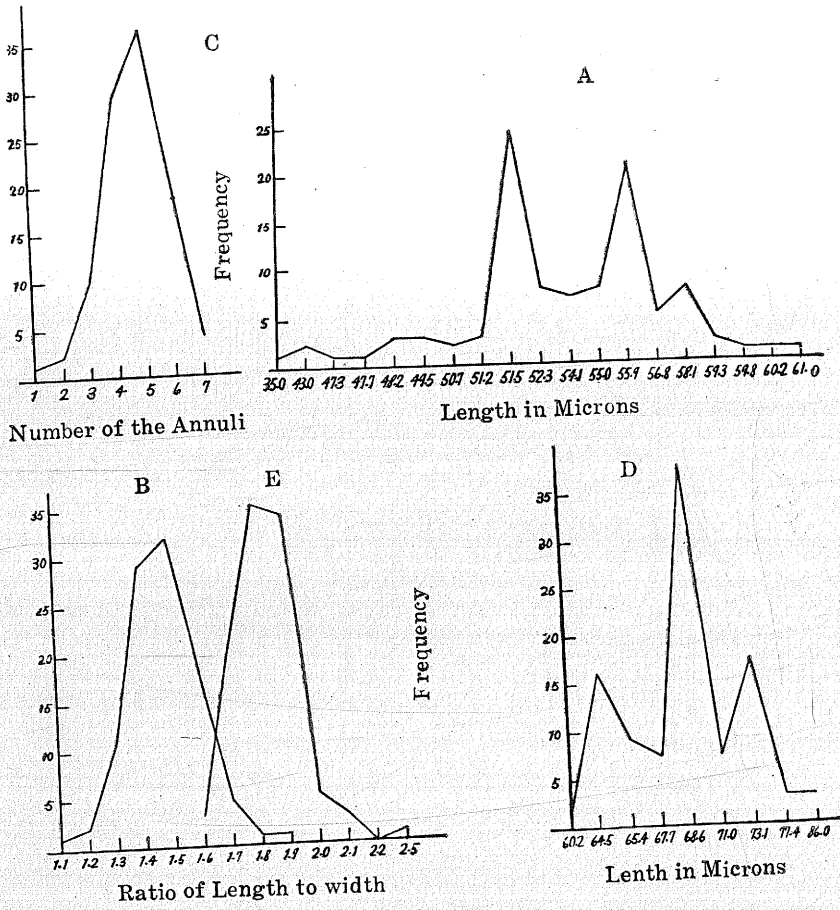 C
35
30
25
20
15
10
5
1 2 3 4 5 6 7
Number of the Annuli
A
Frequency
25
20
15
10
5
35·0 43·0 47·3 47·7 48·2 49·5 50·7 51·2 51·5 52·3 54·1 55·0 55·9 56·8 58·1 59·3 59·8 60·2 61·0
Length in Microns
B
E
35
30
25
20
15
10
5
1·1 1·2 1·3 1·4 1·5 1·6 1·7 1·8 1·9 2·0 2·1 2·2 2·5
Ratio of Length to width
D
Frequency
35
30
25
20
15
10
5
60·2 64·5 65·4 67·7 68·6 71·0 73·1 77·4 86·0
Lenth in Microns